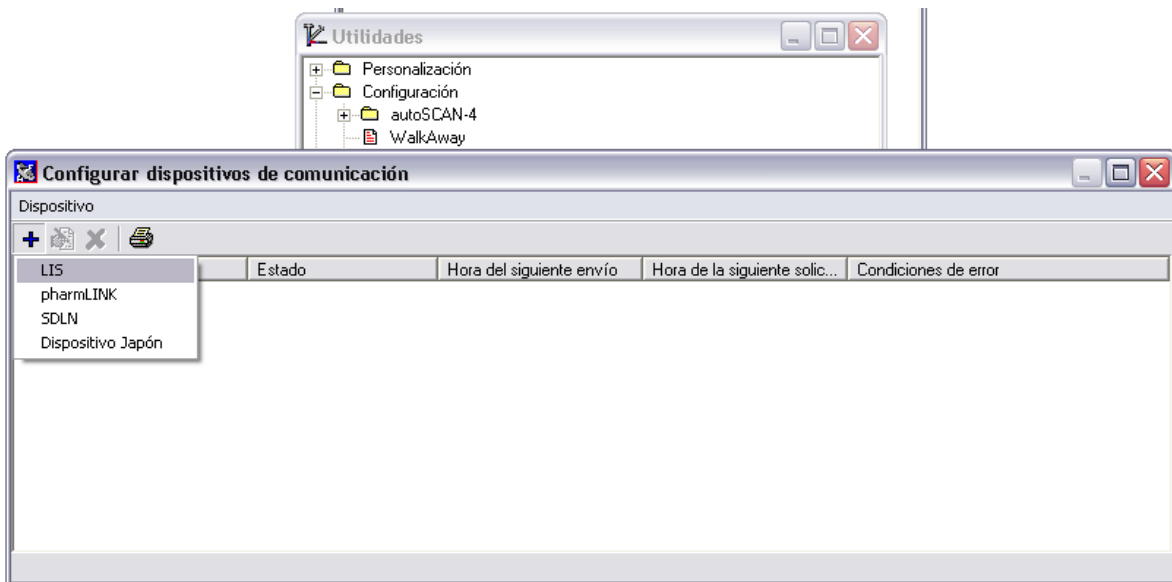 Utilidades
Personalización
Configuración
autoSCAN-4
WalkAway
Configurar dispositivos de comunicación
Dispositivo
Estado Hora del siguiente envío Hora de la siguiente solic... Condiciones de error
LIS
pharmLINK
SDLN
Dispositivo Japón